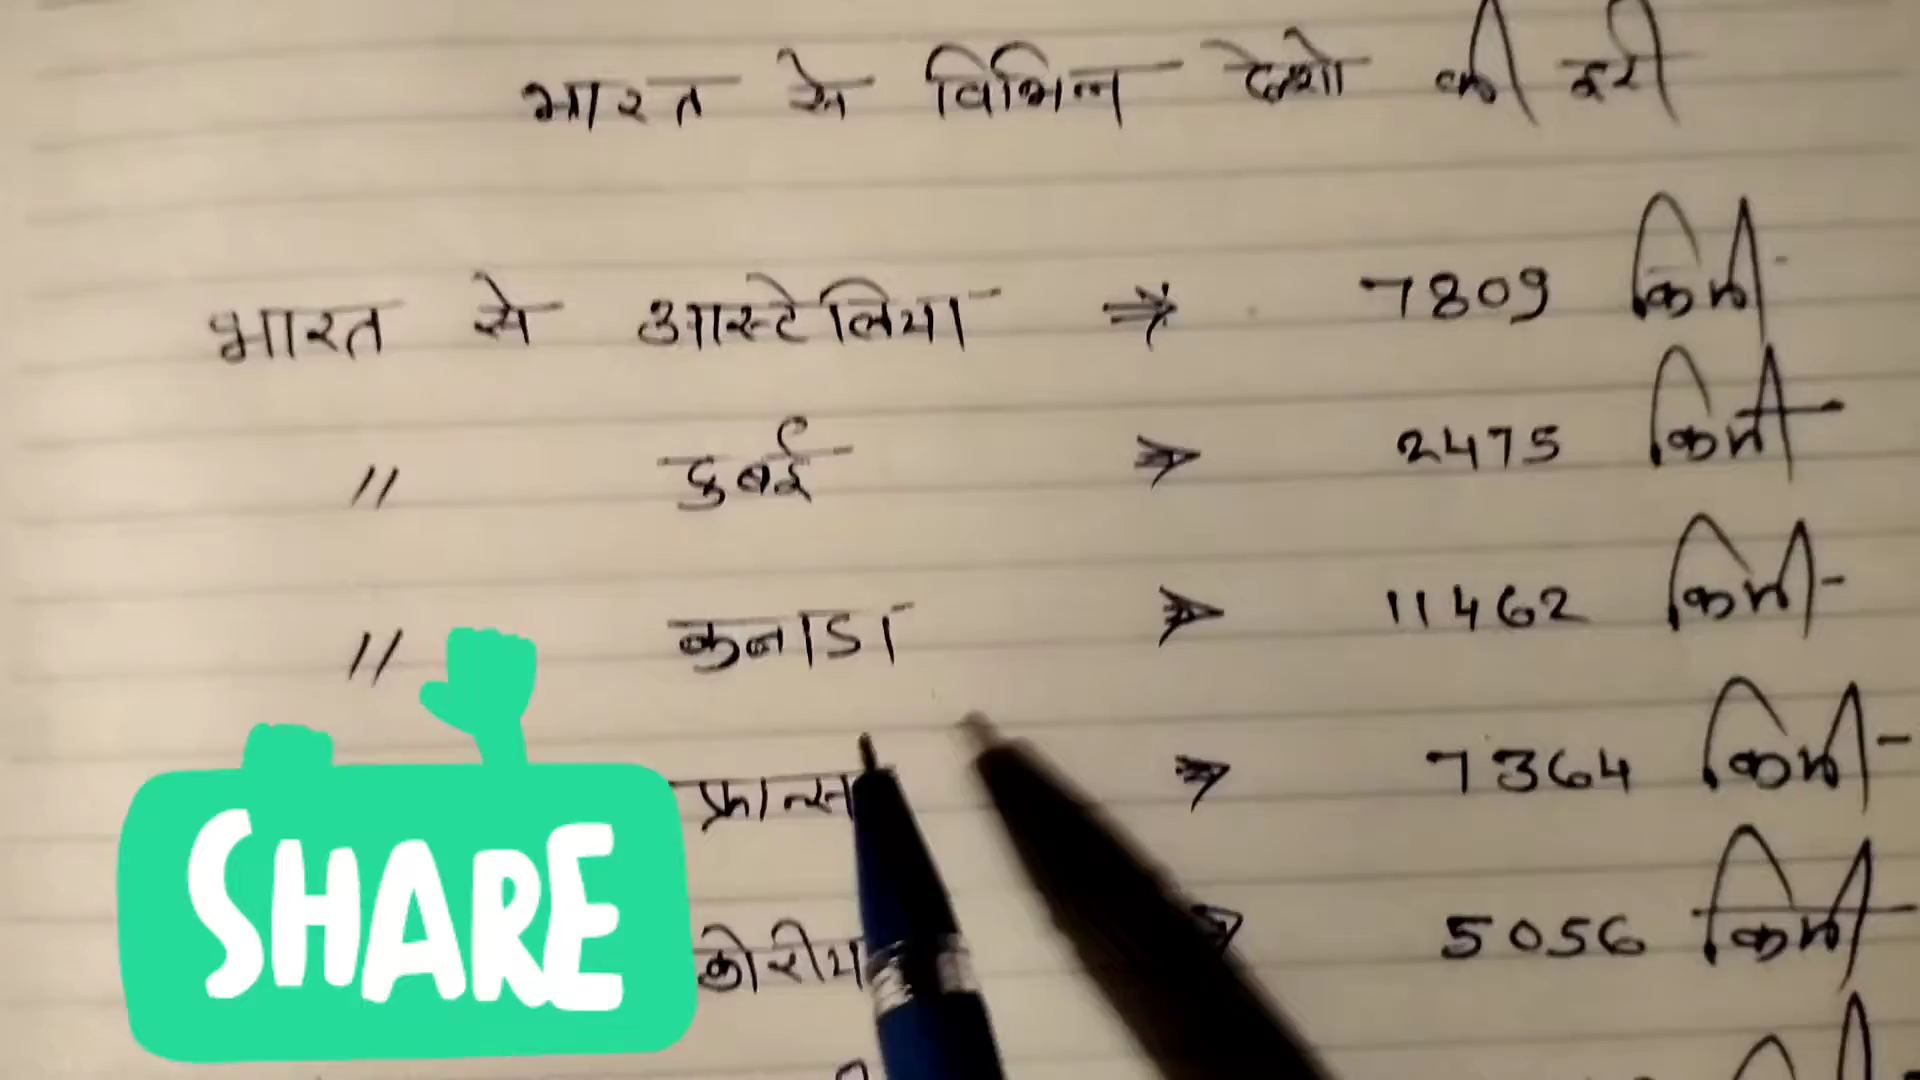 भारत से विभिन्न देशो की दुरी
भारत से आस्टेलिया ⇒ 7809 किमी
〃 दुबई ⇒ 2475 किमी
〃 कनाडा ⇒ 11462 किमी
फ्रान्स ⇒ 7364 किमी
कोरीया ⇒ 5056 किमी
SHARE